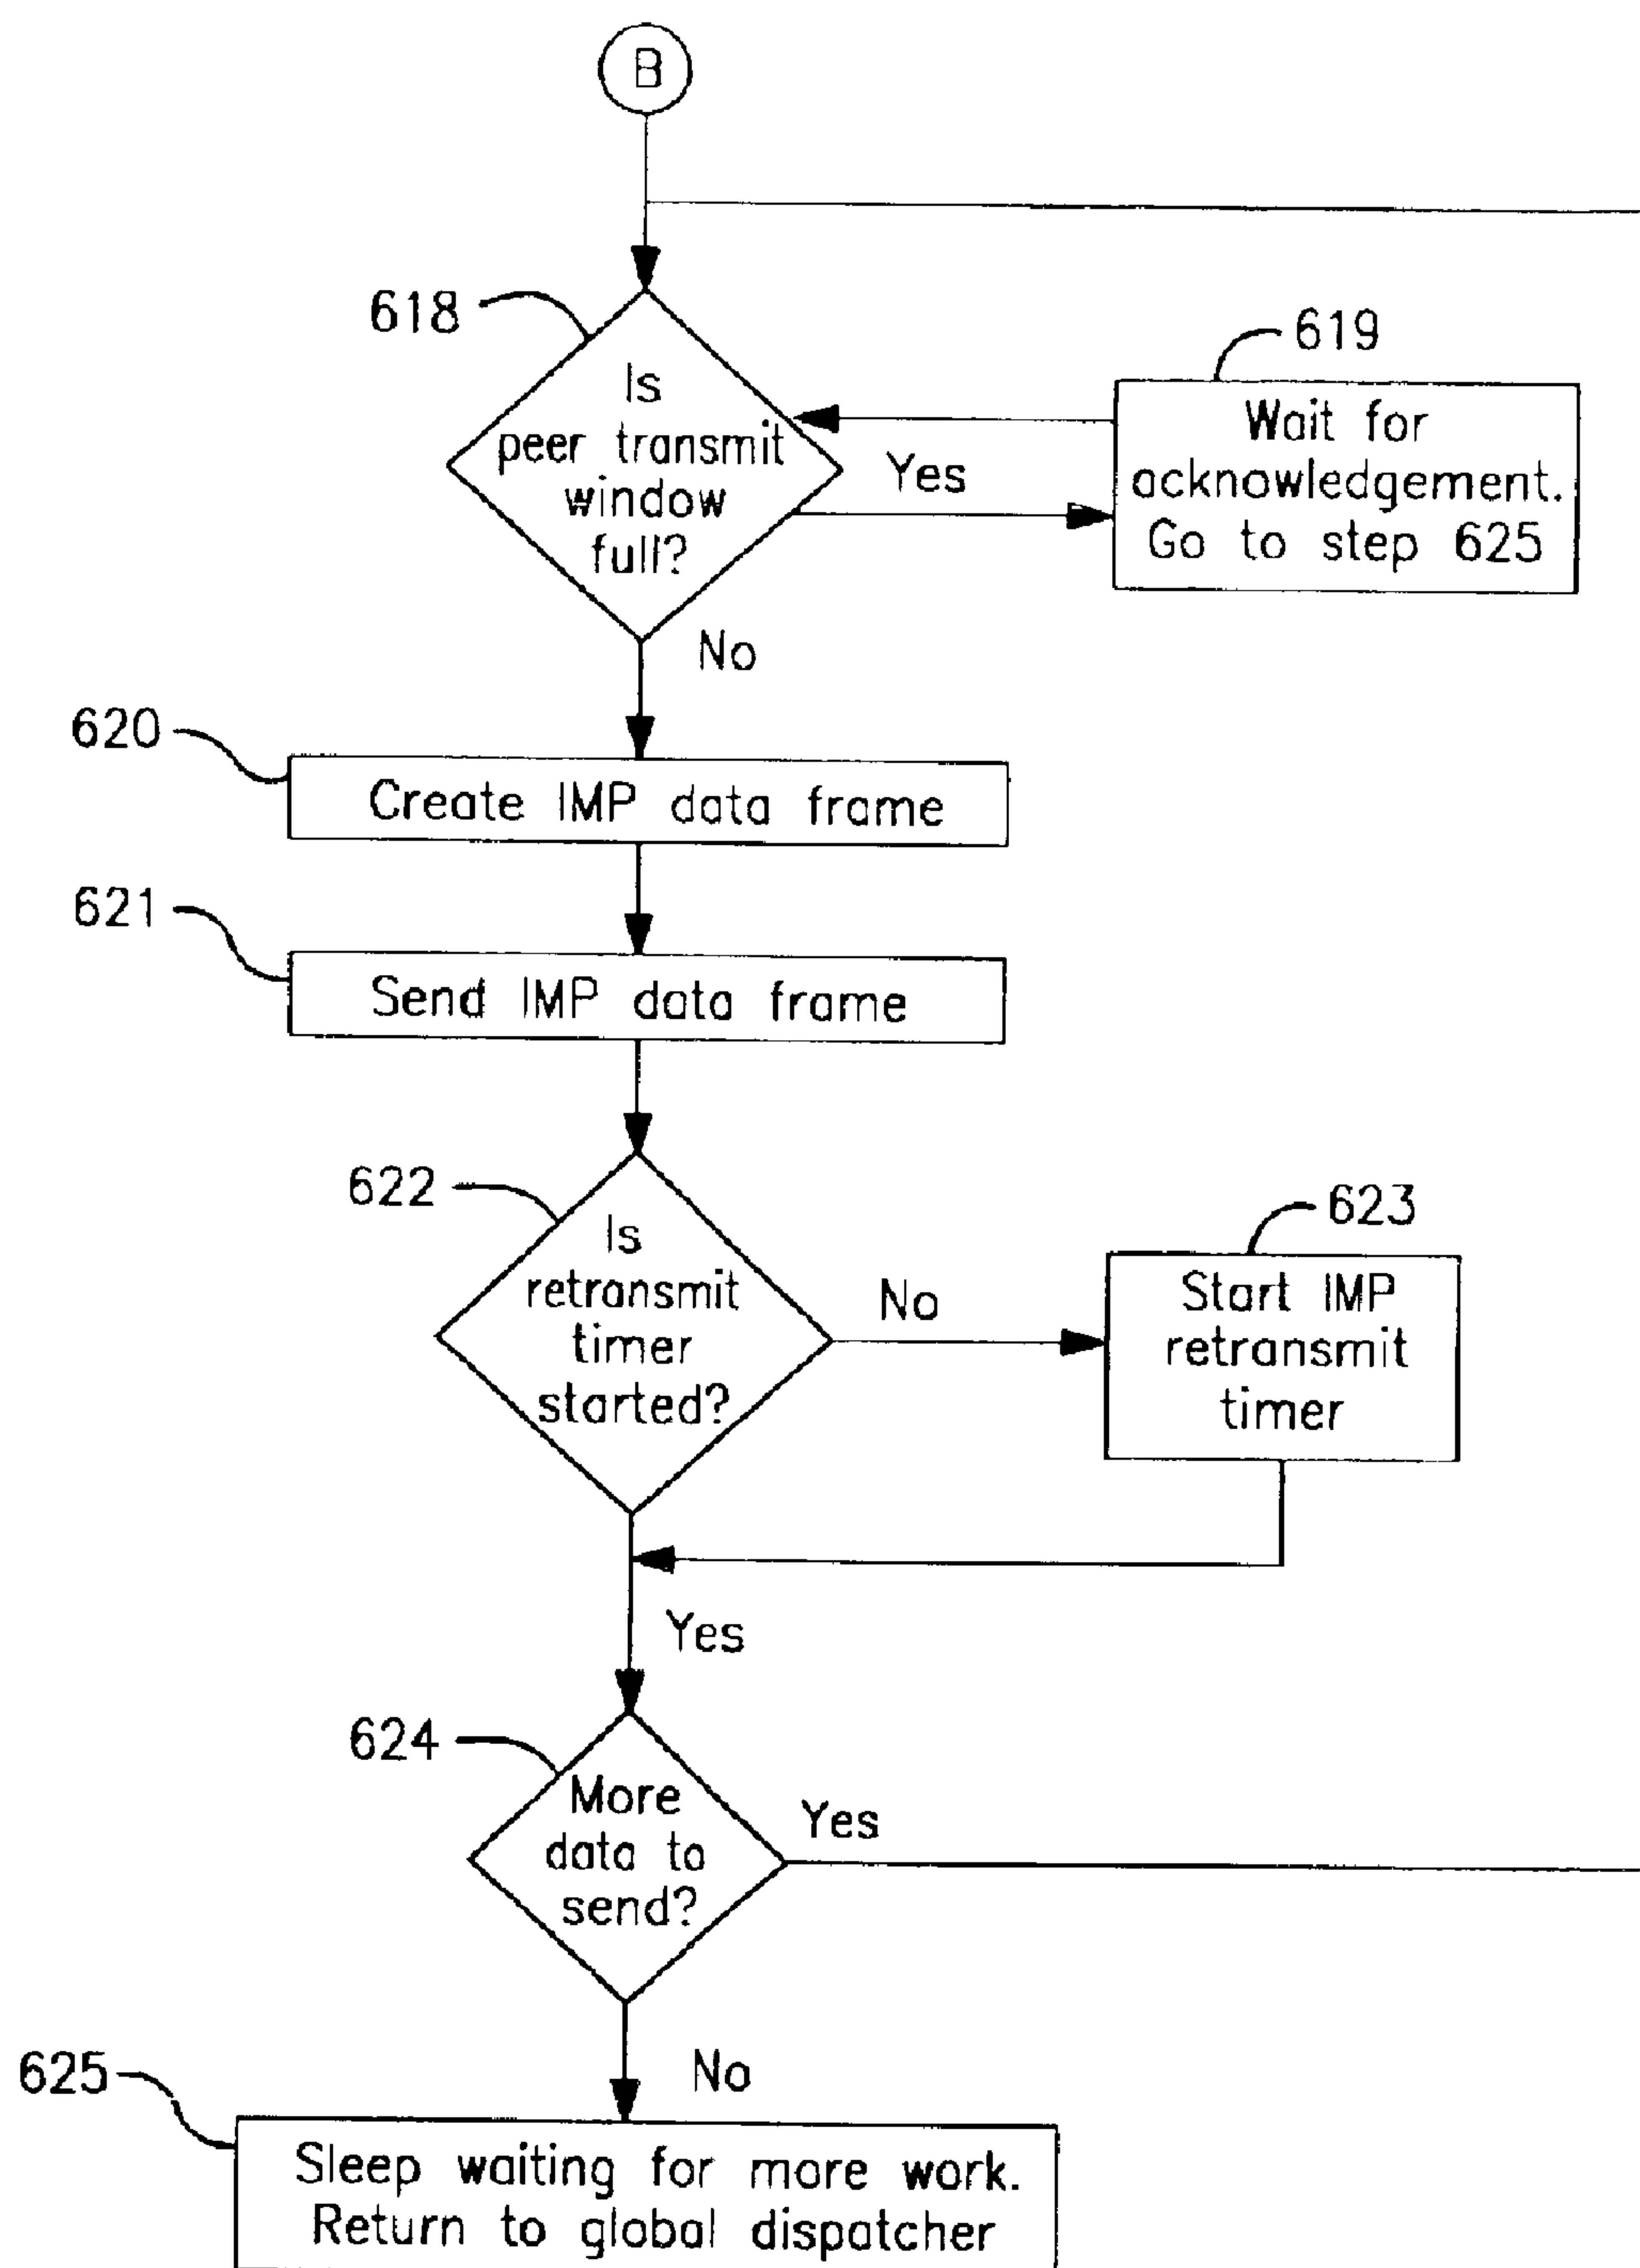 B
618
Is
peer transmit
window
full?
Yes
619
Wait for
acknowledgement.
Go to step 625
No
620
Create IMP data frame
621
Send IMP data frame
622
Is
retransmit
timer
started?
No
623
Start IMP
retransmit
timer
Yes
624
More
data to
send?
Yes
No
625
Sleep waiting for more work.
Return to global dispatcher